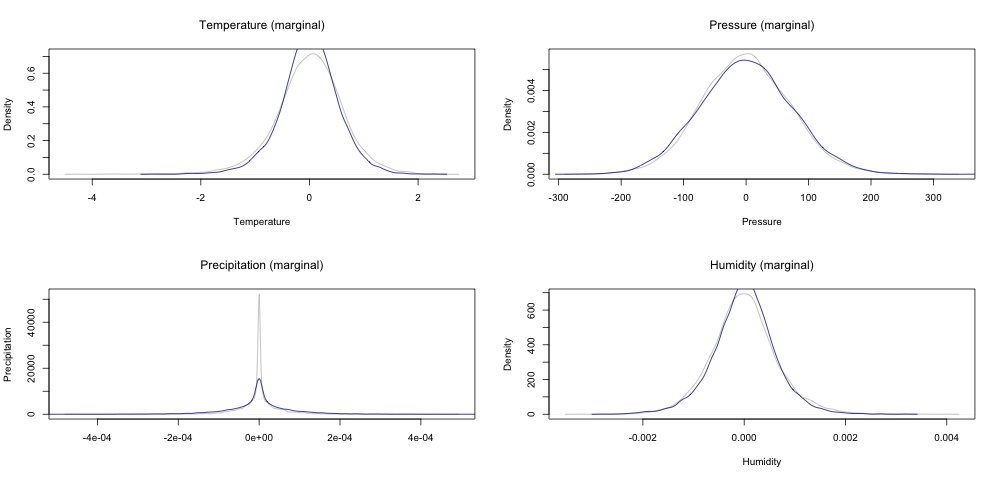 Temperature (marginal)
Density
0.0 0.2 0.4 0.6
-4 -2 0 2
Temperature
Pressure (marginal)
Density
0.000 0.002 0.004
-300 -200 -100 0 100 200 300
Pressure
Precipitation (marginal)
Precipitation
0 20000 40000
-4e-04 -2e-04 0e+00 2e-04 4e-04
Humidity (marginal)
Density
0 200 400 600
-0.002 0.000 0.002 0.004
Humidity